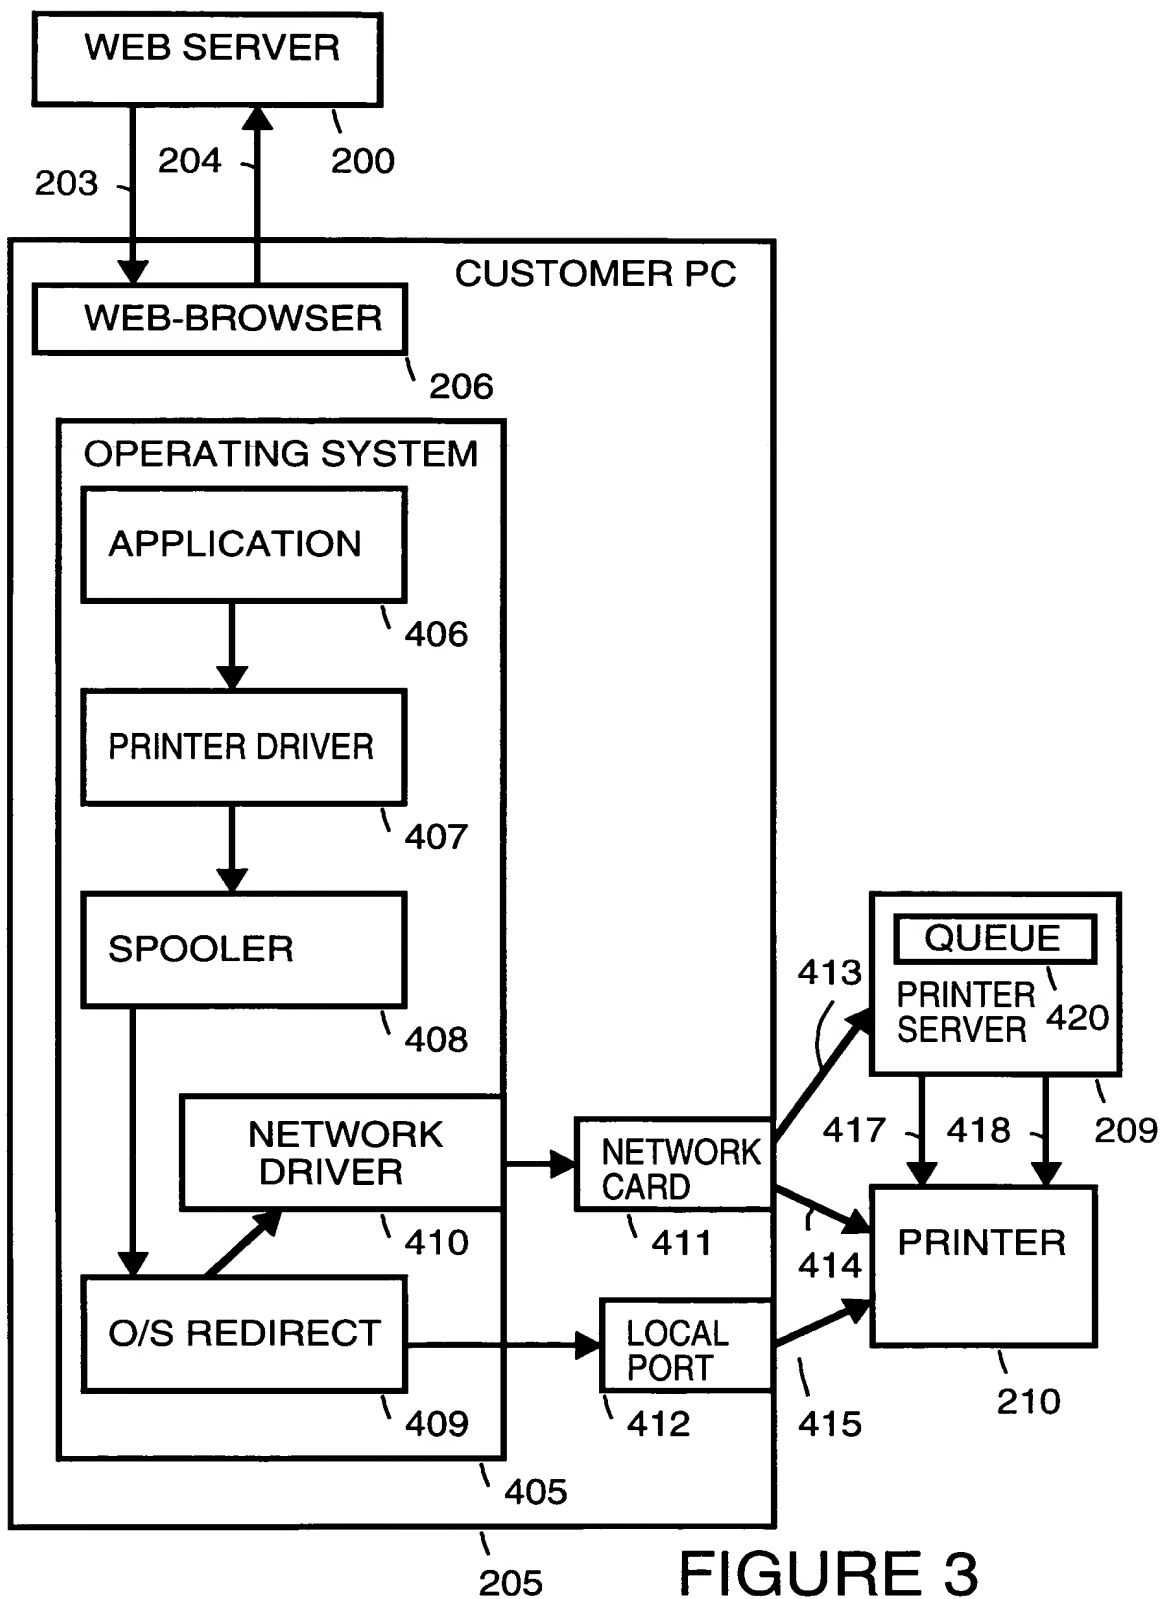 WEB SERVER
200
203
204
CUSTOMER PC
WEB-BROWSER
206
OPERATING SYSTEM
APPLICATION
406
PRINTER DRIVER
407
SPOOLER
408
NETWORK
DRIVER
410
O/S REDIRECT
409
405
205
NETWORK
CARD
411
LOCAL
PORT
412
413
414
415
QUEUE
420
PRINTER
SERVER
209
417
418
PRINTER
210
FIGURE 3